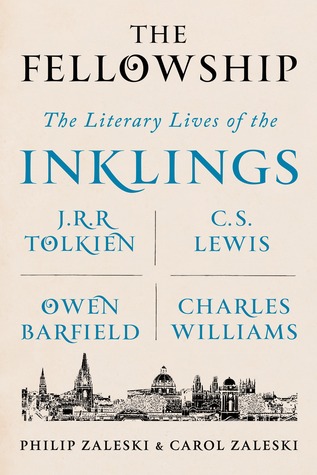 THE
FELLOWSHIP
The Literary Lives of the
INKLINGS
J.R.R
TOLKIEN
C.S.
LEWIS
OWEN
BARFIELD
CHARLES
WILLIAMS
PHILIP ZALESKI & CAROL ZALESKI